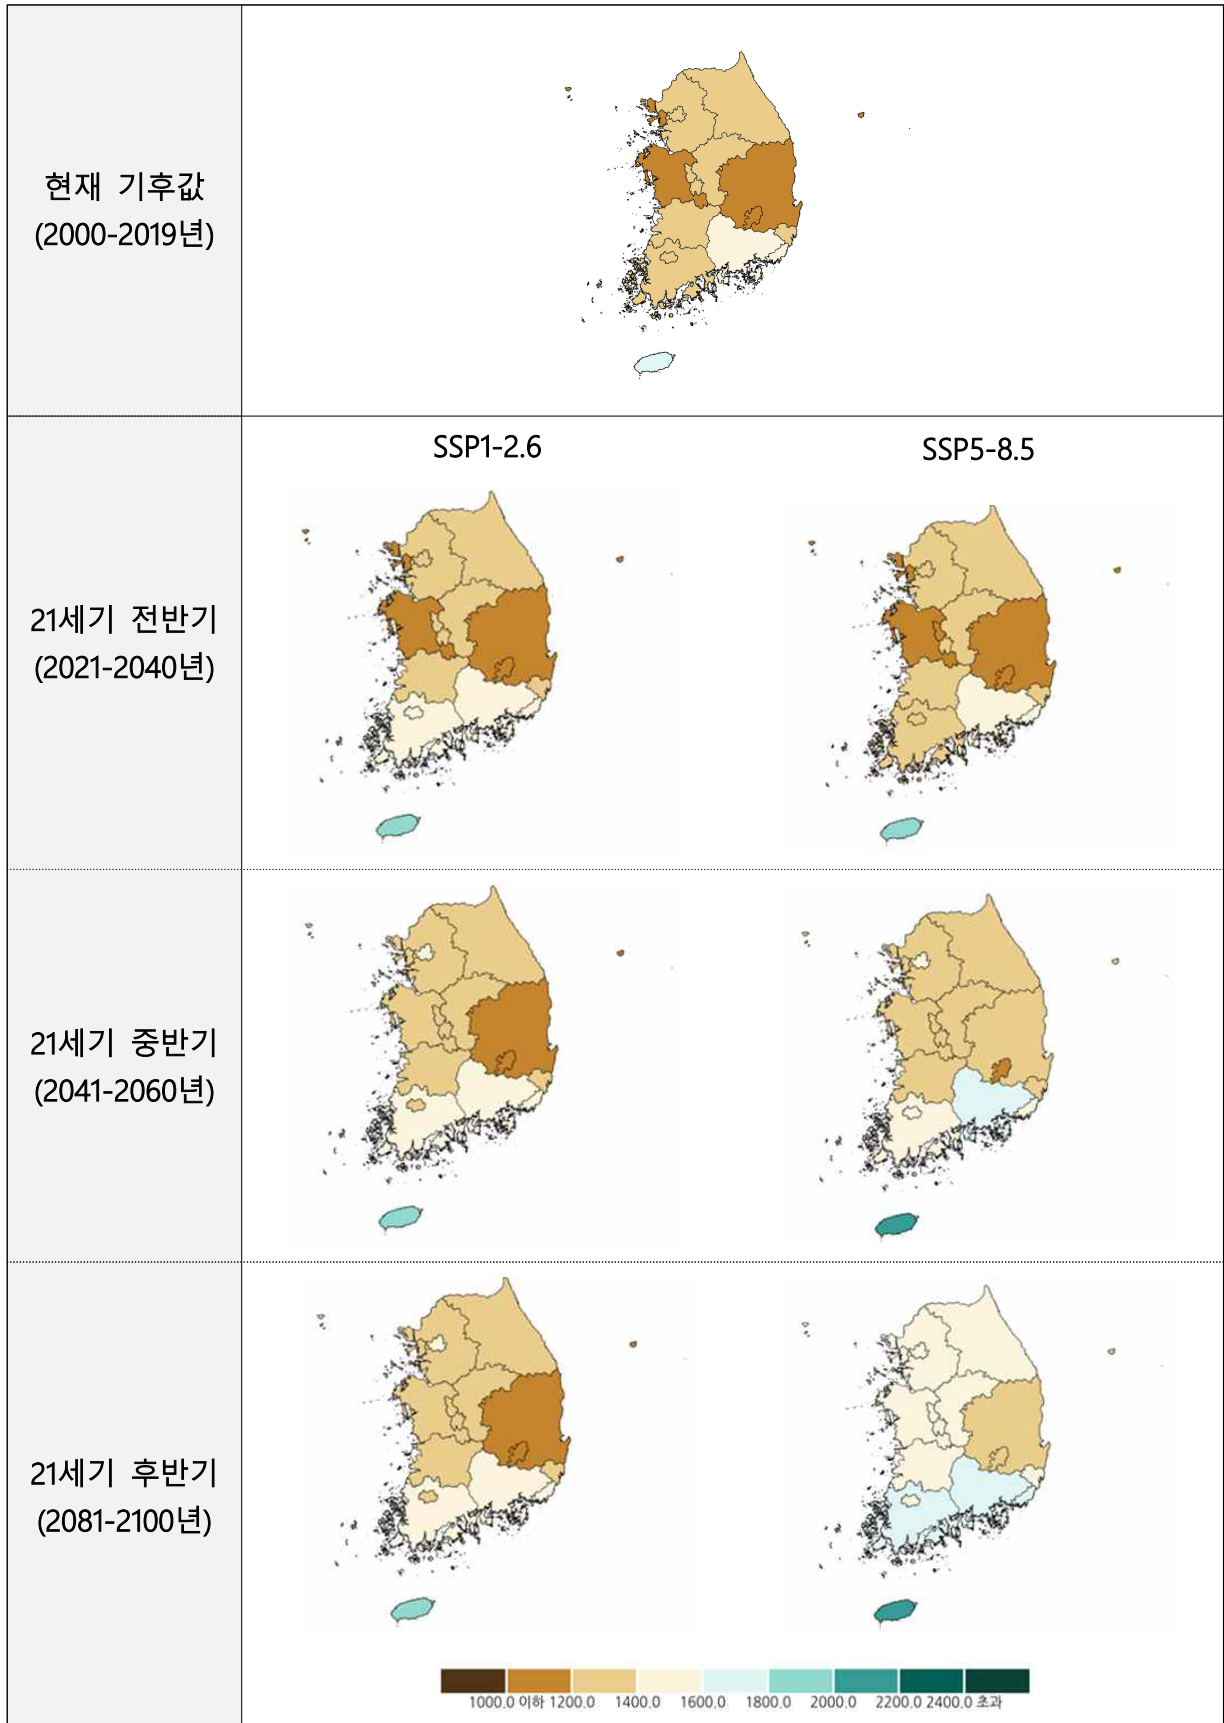 현재 기후값
(2000-2019년)
SSP1-2.6
SSP5-8.5
21세기 전반기
(2021-2040년)
21세기 중반기
(2041-2060년)
21세기 후반기
(2081-2100년)
1000.0 이하 1200.0 1400.0 1600.0 1800.0 2000.0 2200.0 2400.0 초과